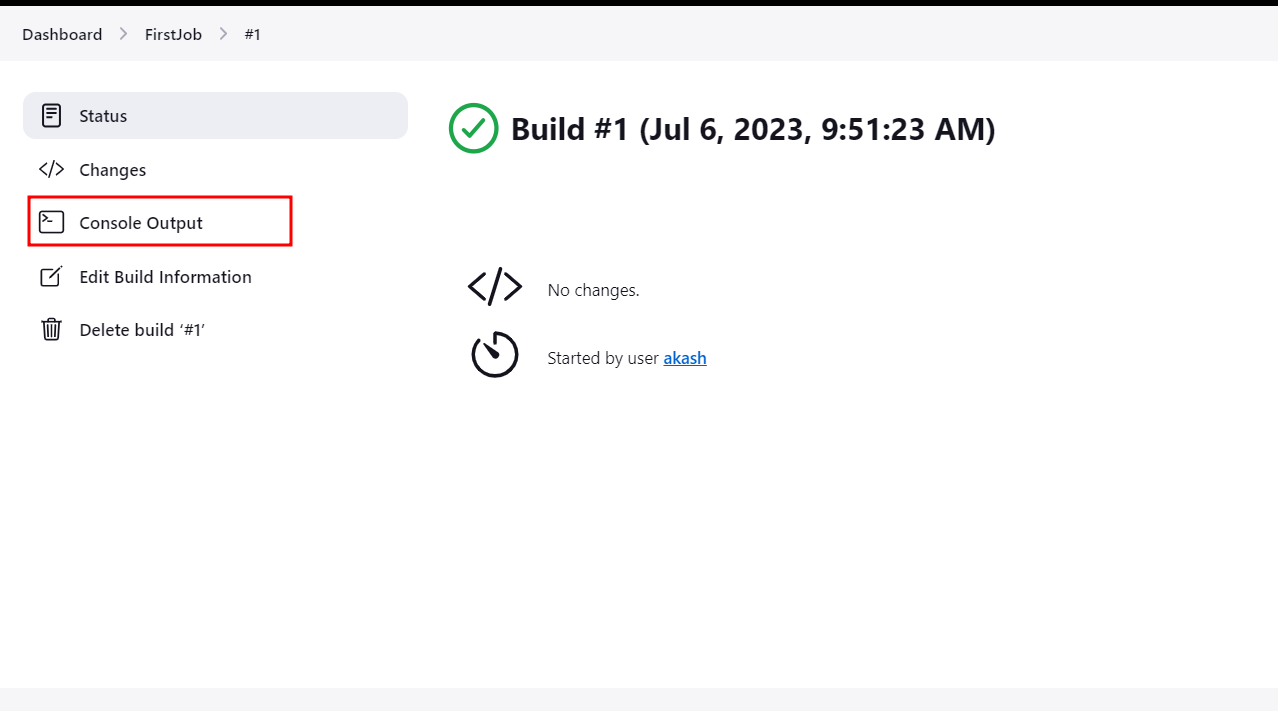 Dashboard > FirstJob > #1
Status
Changes
Console Output
Edit Build Information
Delete build ‘#1’
Build #1 (Jul 6, 2023, 9:51:23 AM)
No changes.
Started by user akash